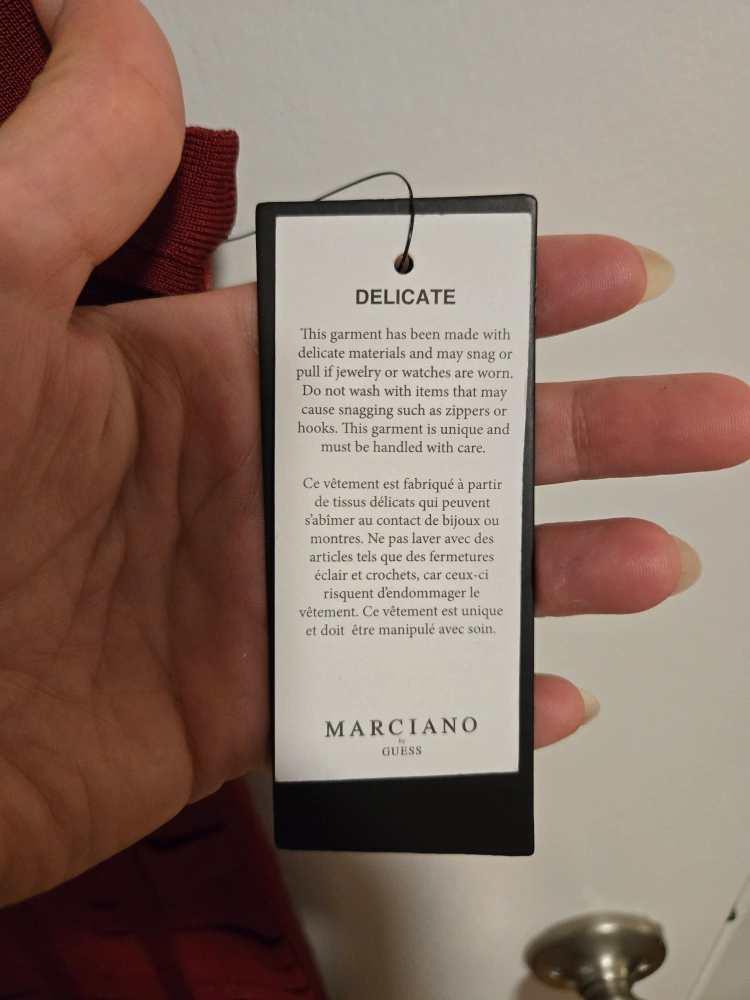 DELICATE
This garment has been made with
delicate materials and may snag or
pull if jewelry or watches are worn.
Do not wash with items that may
cause snagging such as zippers or
hooks. This garment is unique and
must be handled with care.
Ce vêtement est fabriqué à partir
de tissus délicats qui peuvent
s'abîmer au contact de bijoux ou
montres. Ne pas laver avec des
articles tels que des fermetures
éclair et crochets, car ceux-ci
risquent d'endommager le
vêtement. Ce vêtement est unique
et doit être manipulé avec soin.
MARCIANO
by
GUESS